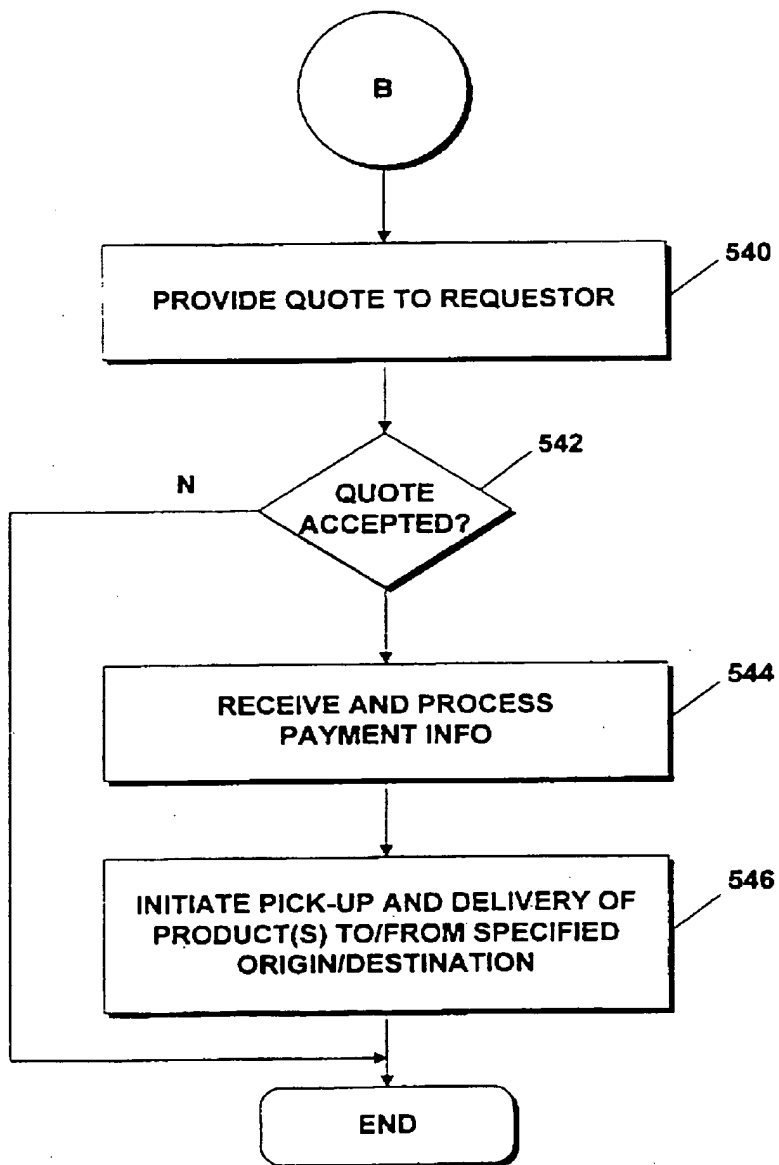 B
540
PROVIDE QUOTE TO REQUESTOR
542
N
QUOTE
ACCEPTED?
544
RECEIVE AND PROCESS
PAYMENT INFO
546
INITIATE PICK-UP AND DELIVERY OF
PRODUCT(S) TO/FROM SPECIFIED
ORIGIN/DESTINATION
END